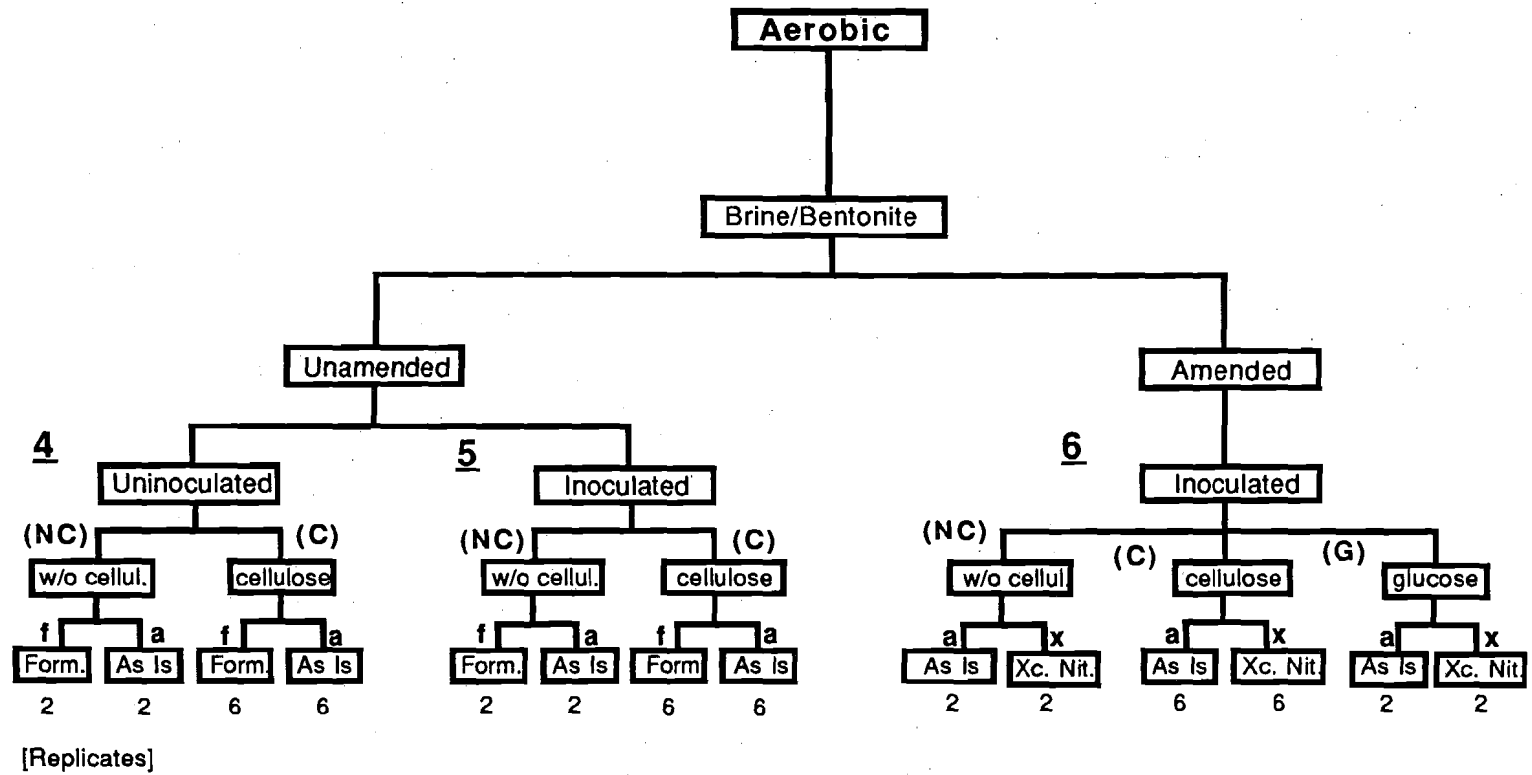 Aerobic
Brine/Bentonite
Unamended
Amended
4
5
6
Uninoculated
Inoculated
Inoculated
(NC)
(C)
(NC)
(C)
(NC)
(C)
(G)
w/o cellul.
cellulose
w/o cellul.
cellulose
w/o cellul.
cellulose
glucose
f
a
f
a
f
a
f
a
a
x
a
x
a
x
Form.
As Is
Form.
As Is
Form.
As Is
Form
As Is
As Is
Xc. Nit.
As Is
Xc. Nit.
As Is
Xc. Nit.
2
2
6
6
2
2
6
6
2
2
6
6
2
2
[Replicates]